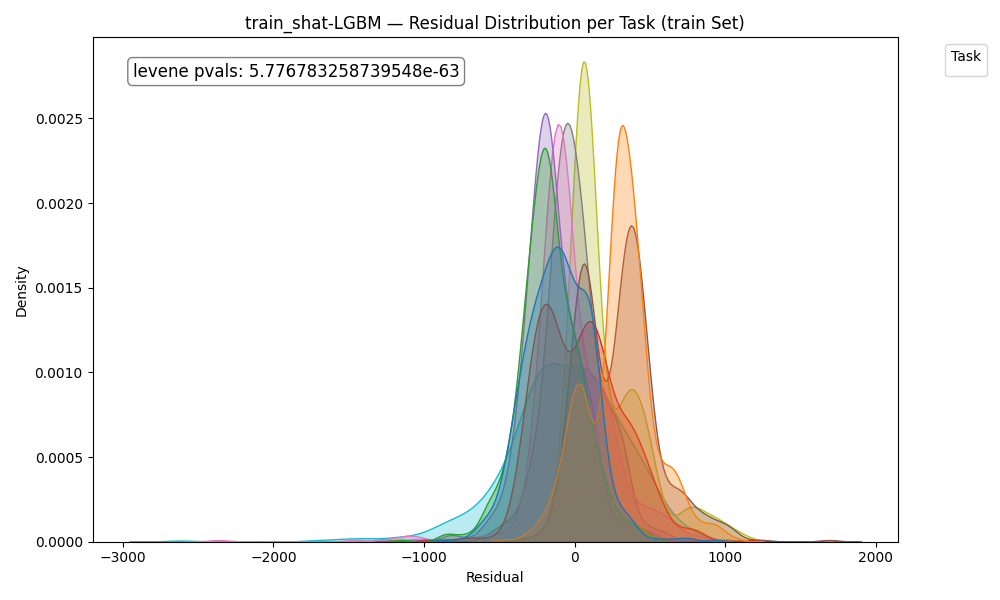 train_shat-LGBM — Residual Distribution per Task (train Set)
levene pvals: 5.776783258739548e-63
Task
Density
0.0025
0.0020
0.0015
0.0010
0.0005
0.0000
−3000 −2000 −1000 0 1000 2000
Residual